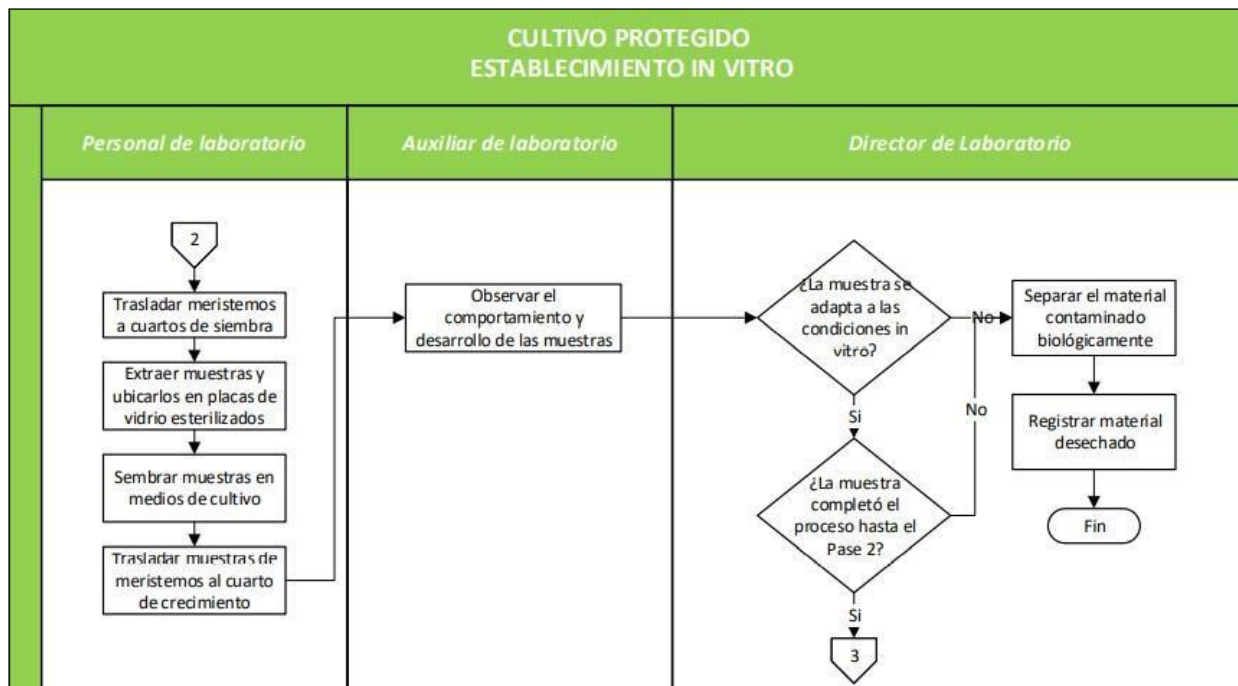 CULTIVO PROTEGIDO
ESTABLECIMIENTO IN VITRO
Personal de laboratorio
Auxiliar de laboratorio
Director de Laboratorio
2
Trasladar meristemos
a cuartos de siembra
Extraer muestras y
ubicarlos en placas de
vidrio esterilizados
Sembrar muestras en
medios de cultivo
Trasladar muestras de
meristemos al cuarto
de crecimiento
Observar el
comportamiento y
desarrollo de las muestras
¿La muestra se
adapta a las
condiciones in
vitro?
No
Si
¿La muestra
completó el
proceso hasta el
Pase 2?
No
Si
3
Separar el material
contaminado
biológicamente
Registrar material
desechado
Fin